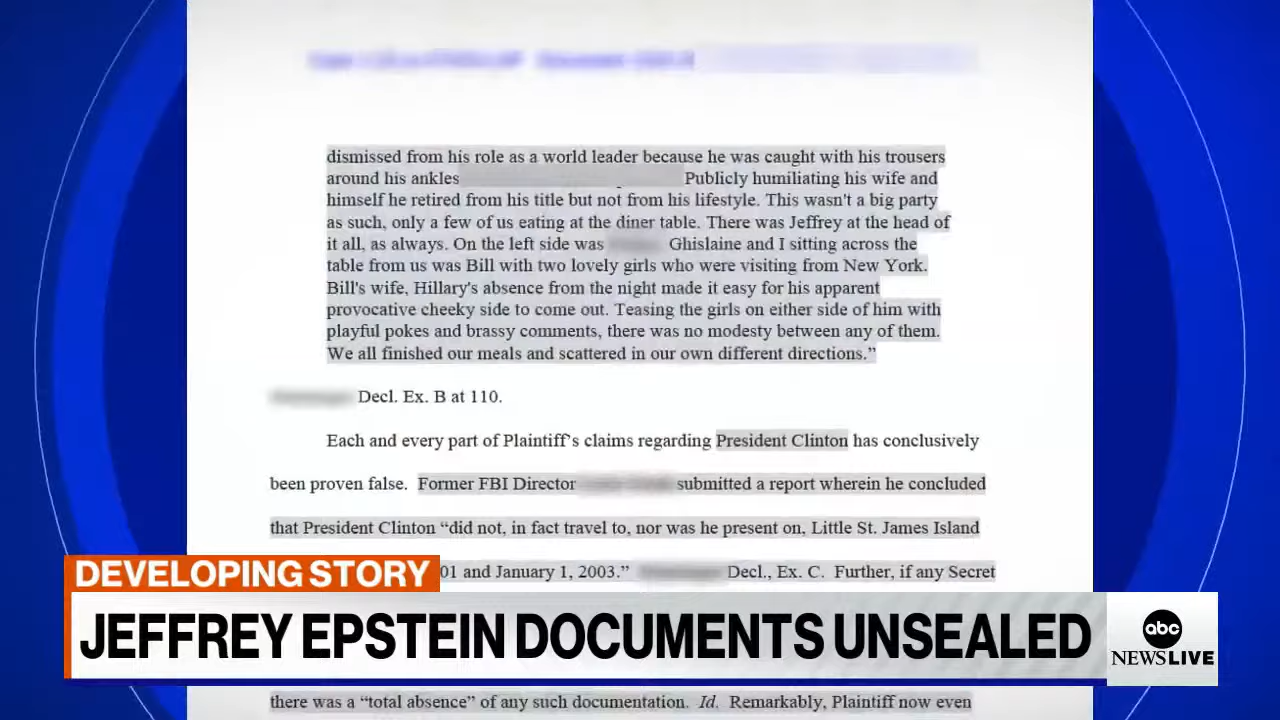 dismissed from his role as a world leader because he was caught with his trousers
around his ankles Publicly humiliating his wife and
himself he retired from his title but not from his lifestyle. This wasn't a big party
as such, only a few of us eating at the diner table. There was Jeffrey at the head of
it all, as always. On the left side was Ghislaine and I sitting across the
table from us was Bill with two lovely girls who were visiting from New York.
Bill's wife, Hillary's absence from the night made it easy for his apparent
provocative cheeky side to come out. Teasing the girls on either side of him with
playful pokes and brassy comments, there was no modesty between any of them.
We all finished our meals and scattered in our own different directions.”
Decl. Ex. B at 110.
Each and every part of Plaintiff's claims regarding President Clinton has conclusively
been proven false. Former FBI Director submitted a report wherein he concluded
that President Clinton “did not, in fact travel to, nor was he present on, Little St. James Island
01 and January 1, 2003.” Decl., Ex. C. Further, if any Secret
DEVELOPING STORY
JEFFREY EPSTEIN DOCUMENTS UNSEALED
abc
NEWS LIVE
there was a “total absence” of any such documentation. Id. Remarkably, Plaintiff now even